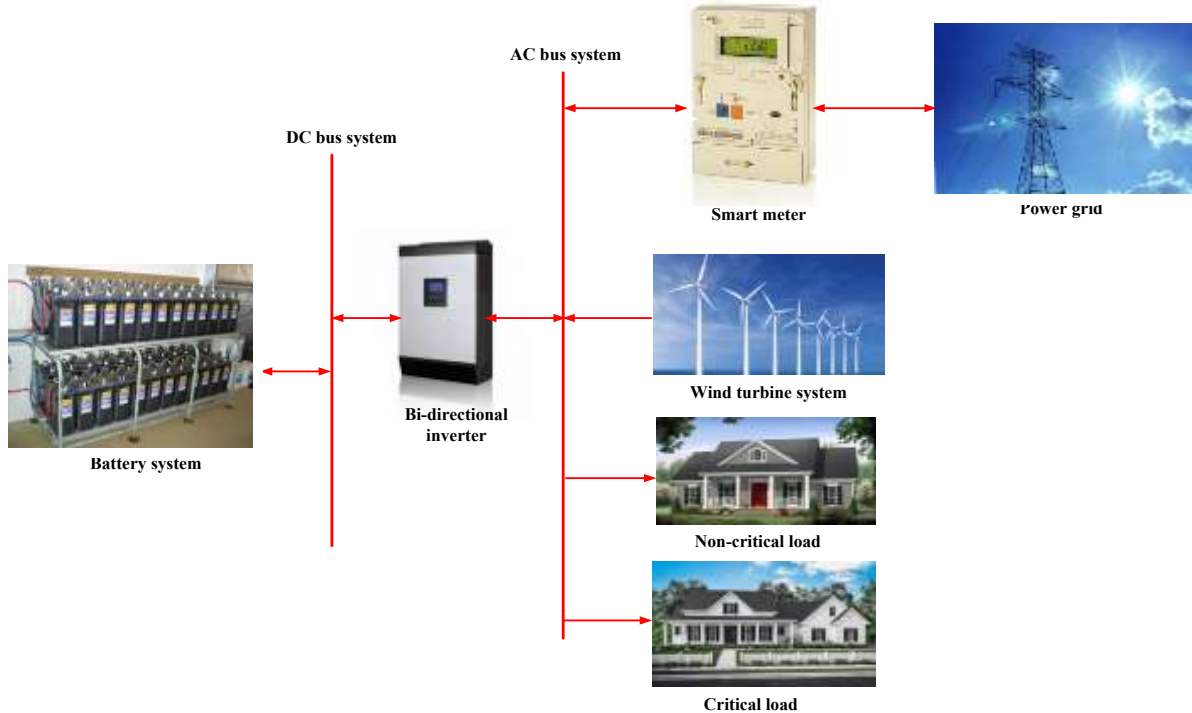 AC bus system
DC bus system
Smart meter
Power grid
Bi-directional
inverter
Wind turbine system
Battery system
Non-critical load
Critical load